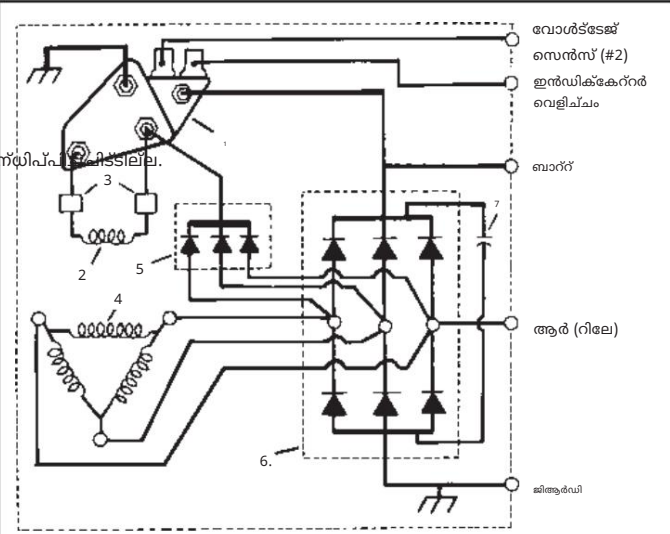 വോൾട്ടേജ്
സെൻസ് (#2)
ഇൻഡിക്കേറ്റർ
വെളിച്ചം
1
ന്ധിപ്പിച്ചിട്ടില്ല.
ബാറ്റ്
3
7
2
5
4
ആർ (റിലേ)
6.
ജിആർഡി